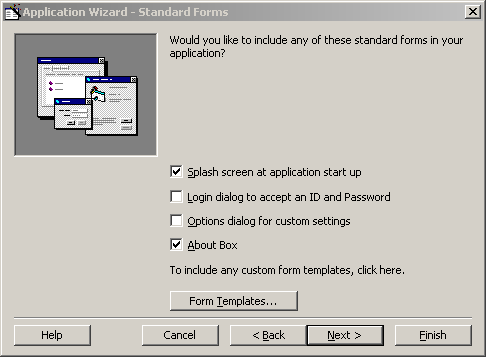 Application Wizard - Standard Forms
Would you like to include any of these standard forms in your
application?
Splash screen at application start up
Login dialog to accept an ID and Password
Options dialog for custom settings
About Box
To include any custom form templates, click here.
Form Templates...
Help
Cancel
< Back
Next >
Finish